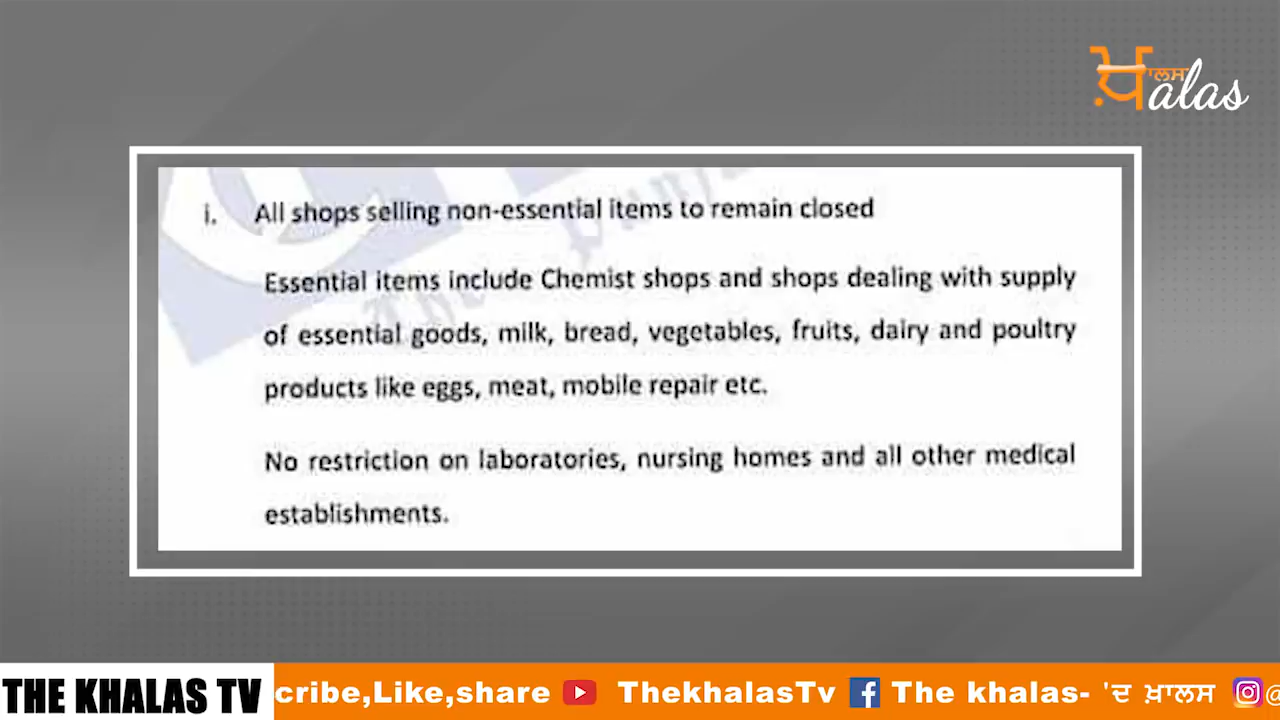 ਖ਼ਾਲਸ
alas
i. All shops selling non-essential items to remain closed
Essential items include Chemist shops and shops dealing with supply
of essential goods, milk, bread, vegetables, fruits, dairy and poultry
products like eggs, meat, mobile repair etc.
No restriction on laboratories, nursing homes and all other medical
establishments.
THE KHALAS TV cribe,Like,share ThekhalasTv The khalas- 'ਦ ਖ਼ਾਲਸ @